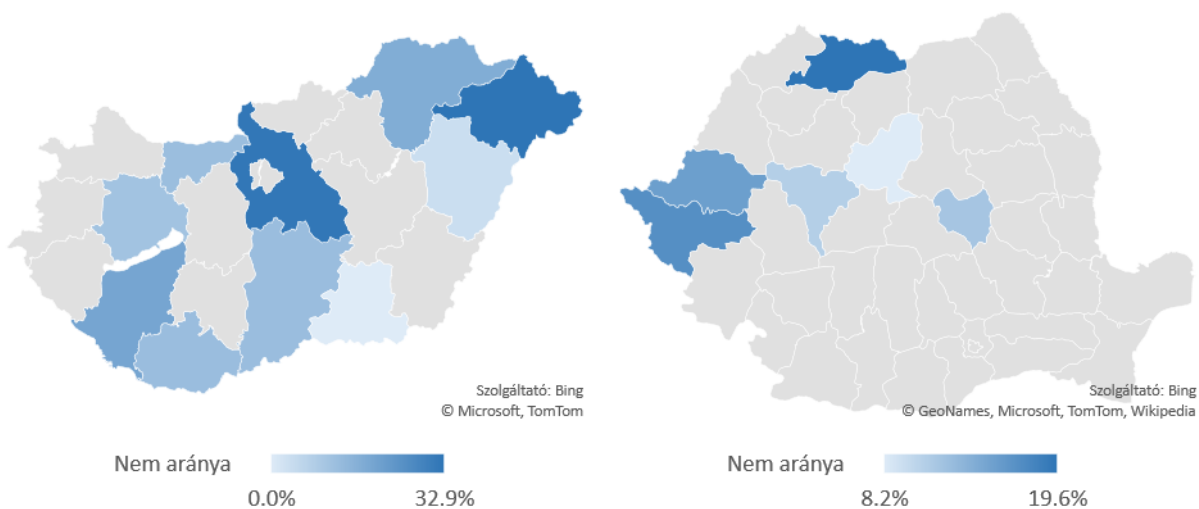 Szolgáltató: Bing
© Microsoft, TomTom
Szolgáltató: Bing
© GeoNames, Microsoft, TomTom, Wikipedia
Nem aránya
0.0% 32.9%
Nem aránya
8.2% 19.6%